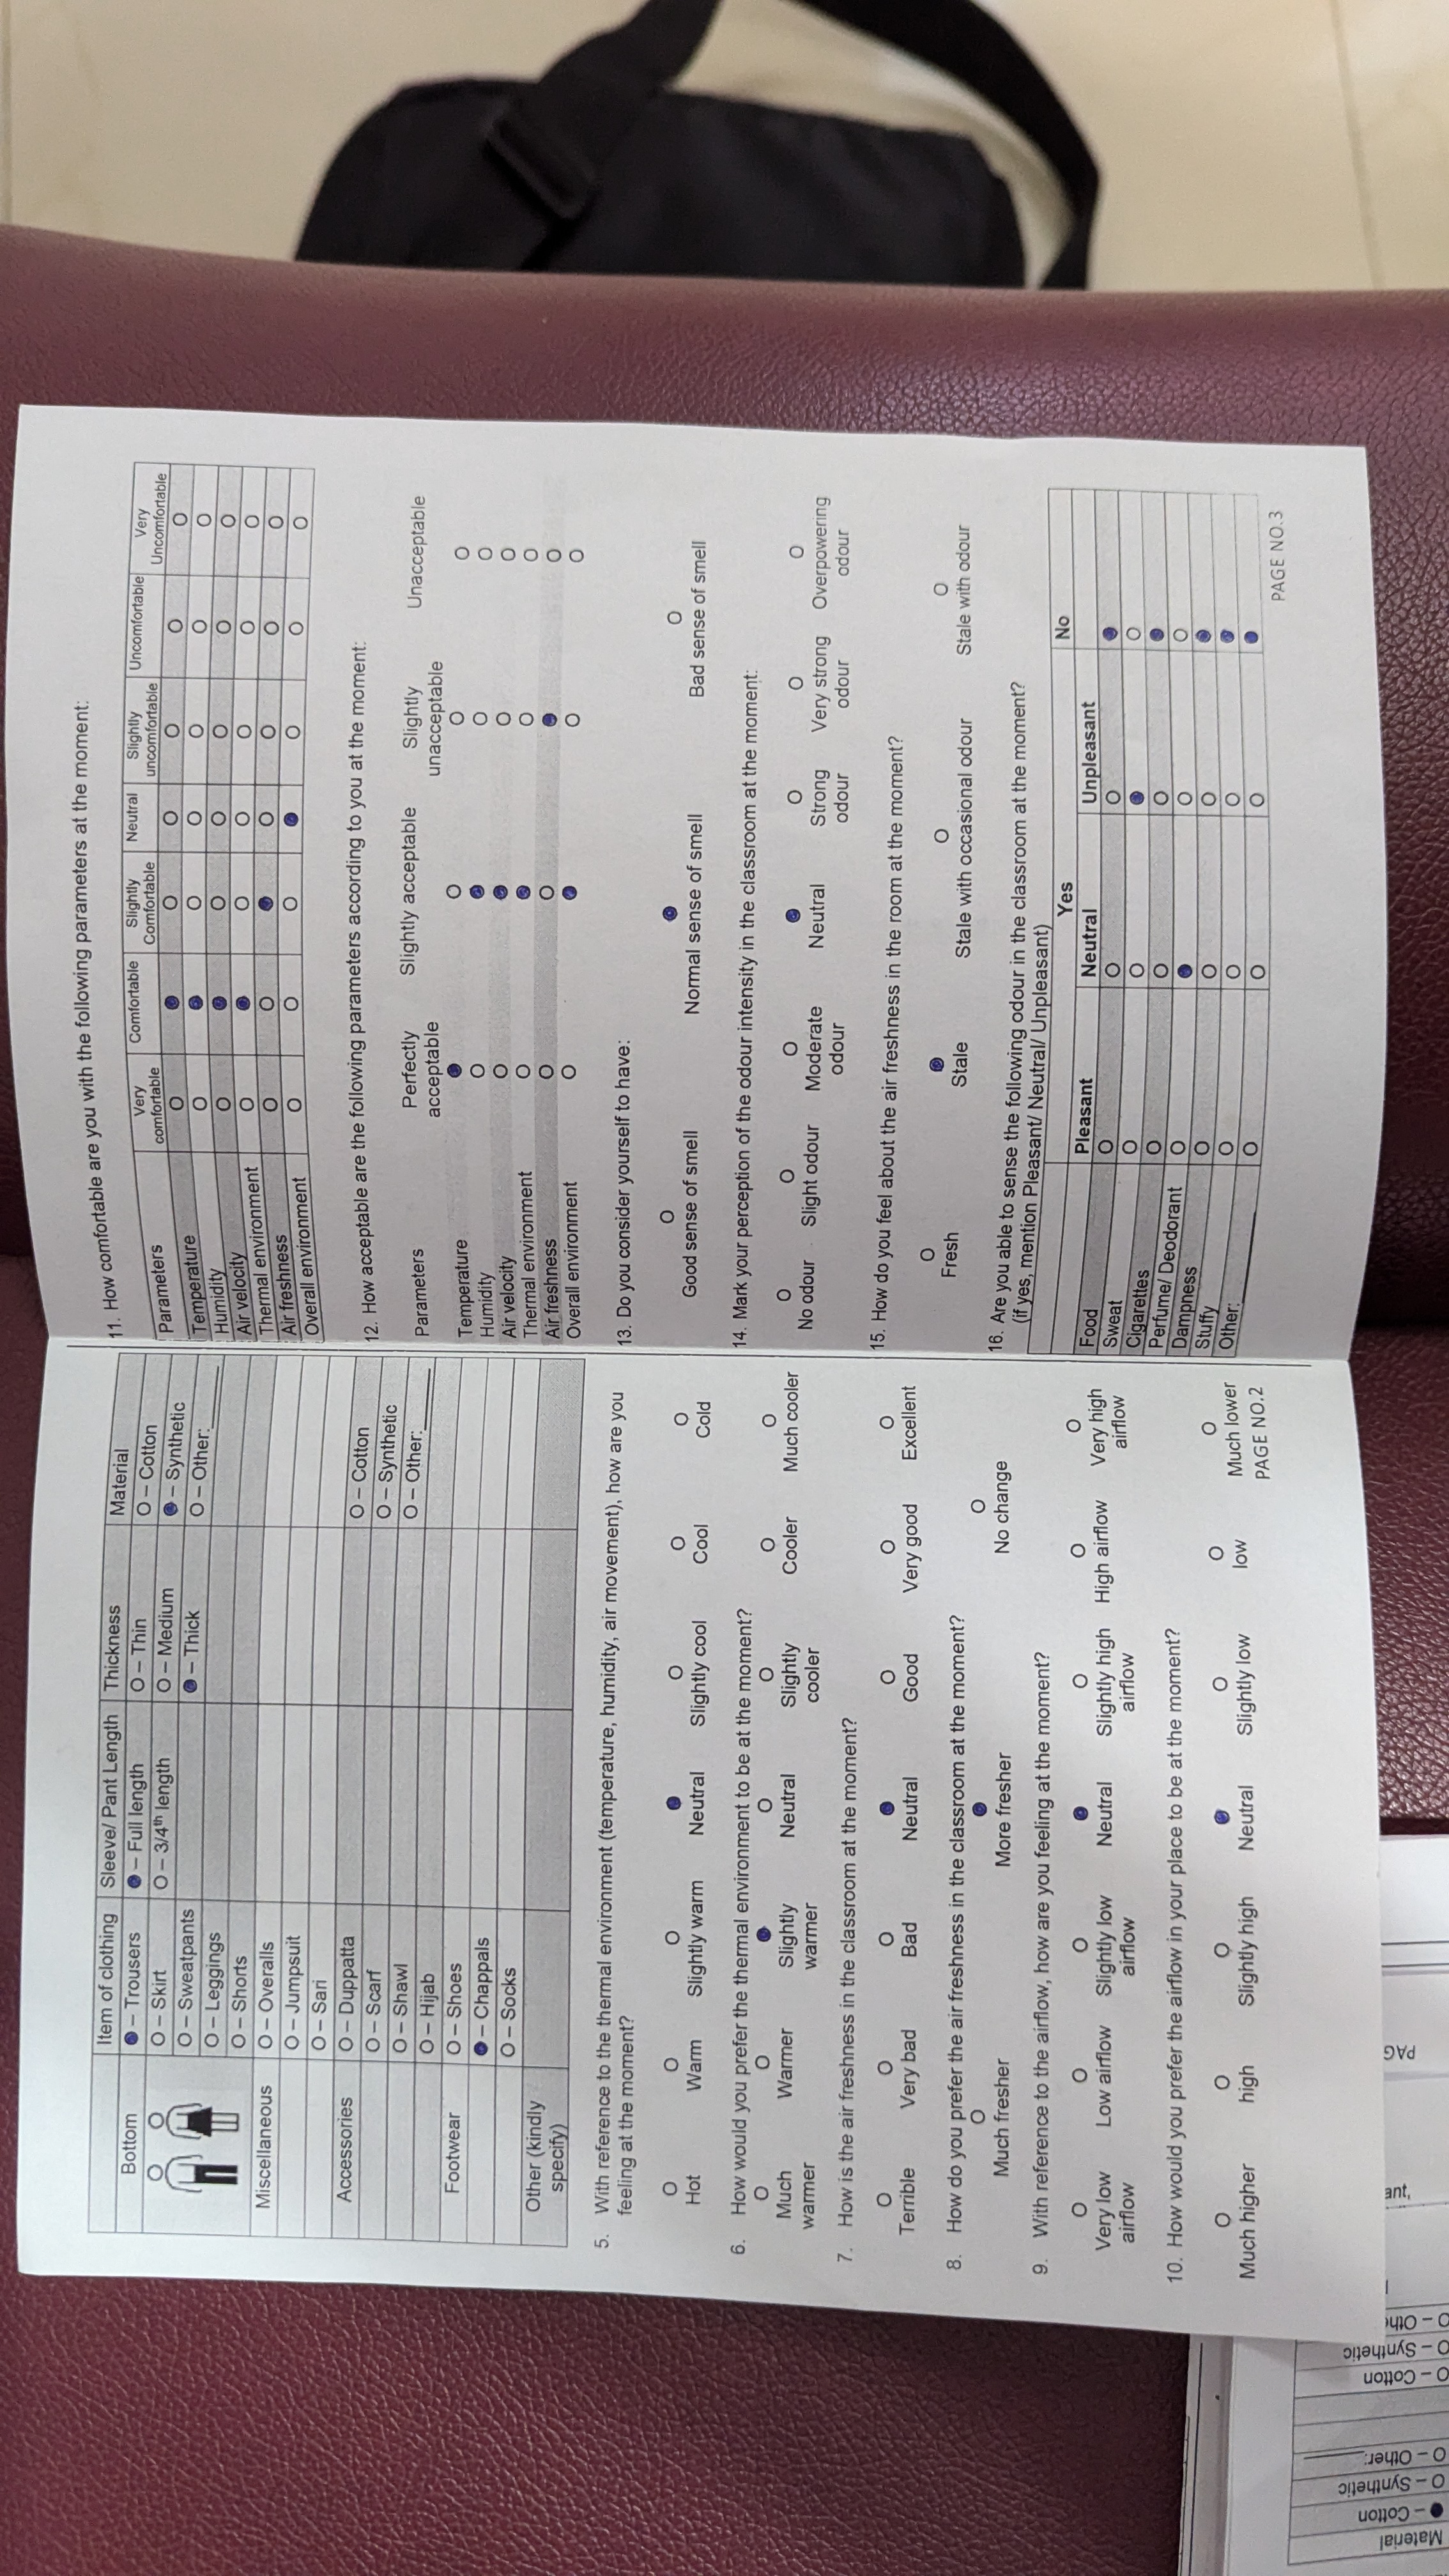 Item of clothing Sleeve/ Pant Length Thickness Material
Bottom ● – Trousers ● – Full length O – Thin O – Cotton
O – Skirt O – 3/4th length O – Medium ● – Synthetic
O – Sweatpants ● – Thick O – Other:______
O – Leggings
O – Shorts
Miscellaneous O – Overalls
O – Jumpsuit
O – Sari
Accessories O – Duppatta O – Cotton
O – Scarf O – Synthetic
O – Shawl O – Other:______
O – Hijab
Footwear O – Shoes
● – Chappals
O – Socks
Other (kindly
specify)
5. With reference to the thermal environment (temperature, humidity, air movement), how are you
feeling at the moment?
O O O ● O O O
Hot Warm Slightly warm Neutral Slightly cool Cool Cold
6. How would you prefer the thermal environment to be at the moment?
O O ● O O O O
Much Warmer Slightly Neutral Slightly Cooler Much cooler
warmer warmer cooler
7. How is the air freshness in the classroom at the moment?
O O O ● O O O
Terrible Very bad Bad Neutral Good Very good Excellent
8. How do you prefer the air freshness in the classroom at the moment?
O ● O
Much fresher More fresher No change
9. With reference to the airflow, how are you feeling at the moment?
O O O ● O O O
Very low Low airflow Slightly low Neutral Slightly high High airflow Very high
airflow airflow airflow airflow
10. How would you prefer the airflow in your place to be at the moment?
O O O ● O O O
Much higher high Slightly high Neutral Slightly low low Much lower
PAGE NO.2
11. How comfortable are you with the following parameters at the moment:
Parameters Very Comfortable Slightly Neutral Slightly Uncomfortable Very
comfortable Comfortable uncomfortable Uncomfortable
Temperature O ● O O O O O
Humidity O ● O O O O O
Air velocity O ● O O O O O
Thermal environment O ● O O O O O
Air freshness O O ● O O O O
Overall environment O O O ● O O O
12. How acceptable are the following parameters according to you at the moment:
Parameters Perfectly Slightly acceptable Slightly Unacceptable
acceptable unacceptable
Temperature ● O O O
Humidity O ● O O
Air velocity O ● O O
Thermal environment O ● O O
Air freshness O O ● O
Overall environment O ● O O
13. Do you consider yourself to have:
O ● O
Good sense of smell Normal sense of smell Bad sense of smell
14. Mark your perception of the odour intensity in the classroom at the moment:
O O O ● O O O
No odour Slight odour Moderate Neutral Strong Very strong Overpowering
odour odour odour odour
15. How do you feel about the air freshness in the room at the moment?
O ● O O
Fresh Stale Stale with occasional odour Stale with odour
16. Are you able to sense the following odour in the classroom at the moment?
(if yes, mention Pleasant/ Neutral/ Unpleasant)
Yes No
Pleasant Neutral Unpleasant
Food O O O ●
Sweat O O ● O
Cigarettes O O O ●
Perfume/ Deodorant O ● O O
Dampness O O O ●
Stuffy O O O ●
Other:______ O O O ●
PAGE NO.3
Material
● – Cotton
O – Synthetic
O – Other:______
O – Cotton
O – Synthetic
O – Oth
ant,
PAG